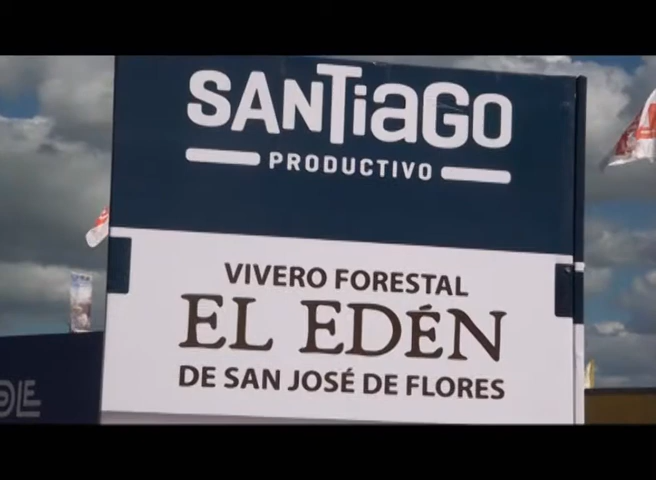 SANTiaGO
PRODUCTIVO
VIVERO FORESTAL
EL EDÉN
DE SAN JOSÉ DE FLORES